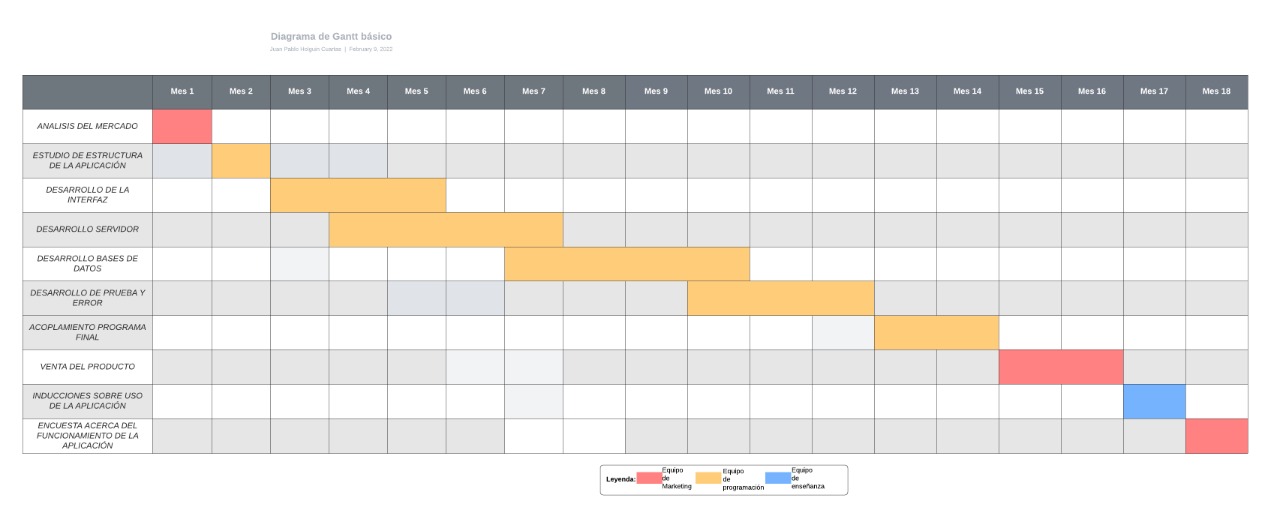 Diagrama de Gantt básico
Juan Pablo Holguin Cuartas | February 9, 2022
Mes 1 Mes 2 Mes 3 Mes 4 Mes 5 Mes 6 Mes 7 Mes 8 Mes 9 Mes 10 Mes 11 Mes 12 Mes 13 Mes 14 Mes 15 Mes 16 Mes 17 Mes 18
ANALISIS DEL MERCADO
ESTUDIO DE ESTRUCTURA
DE LA APLICACIÓN
DESARROLLO DE LA
INTERFAZ
DESARROLLO SERVIDOR
DESARROLLO BASES DE
DATOS
DESARROLLO DE PRUEBA Y
ERROR
ACOPLAMIENTO PROGRAMA
FINAL
VENTA DEL PRODUCTO
INDUCCIONES SOBRE USO
DE LA APLICACIÓN
ENCUESTA ACERCA DEL
FUNCIONAMIENTO DE LA
APLICACIÓN
Leyenda:
Equipo
de
Marketing
Equipo
de
programación
Equipo
de
enseñanza